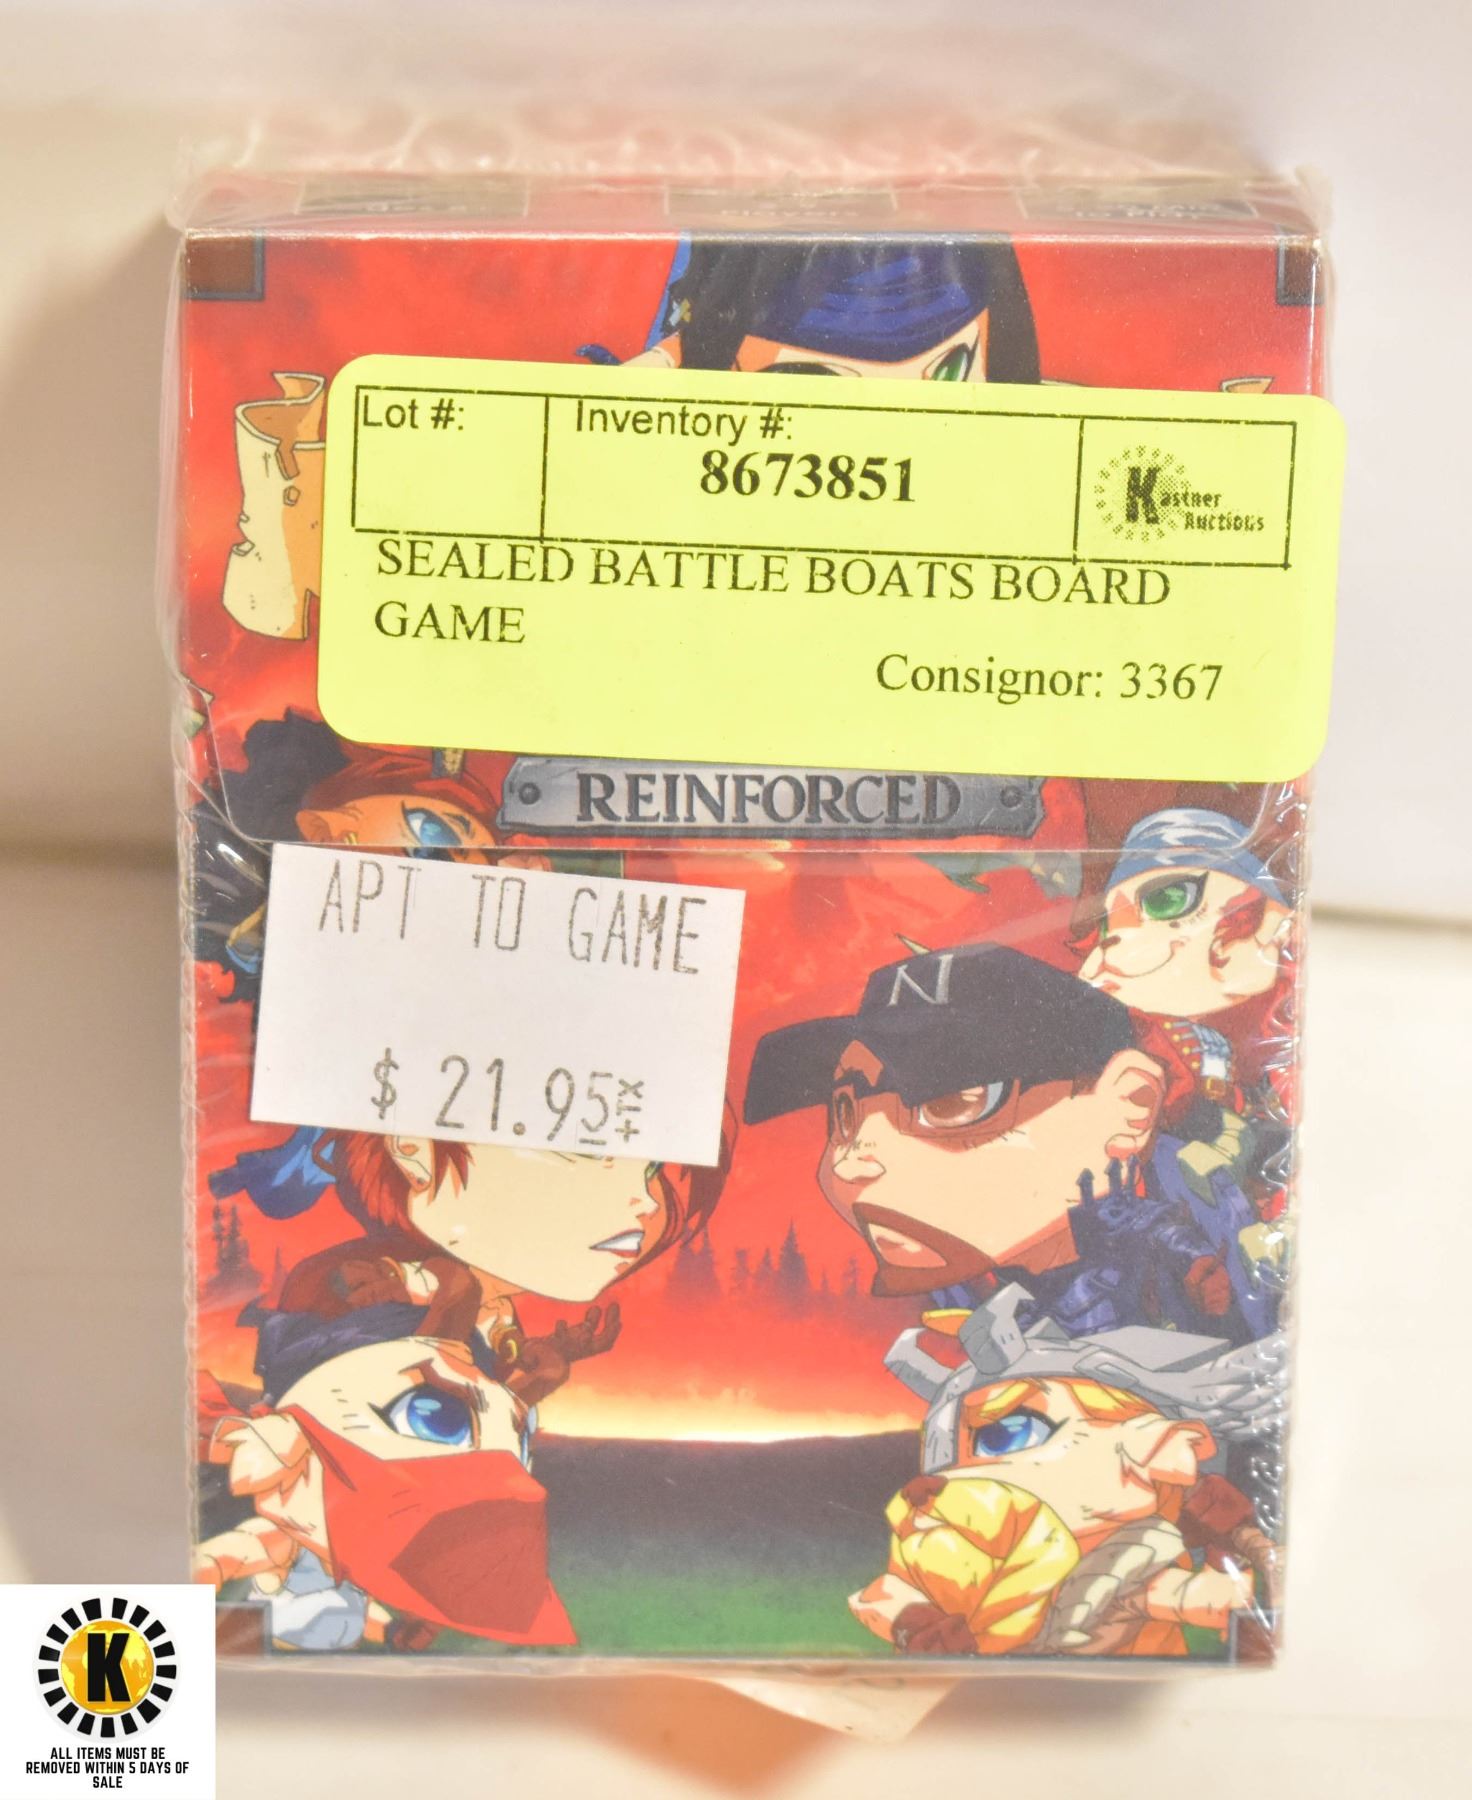 Lot #:
Inventory #:
8673851
Kastner
Auctions
SEALED BATTLE BOATS BOARD
GAME
Consignor: 3367
REINFORCED
APT TO GAME
$ 21.95+TX
N
K
ALL ITEMS MUST BE
REMOVED WITHIN 5 DAYS OF
SALE